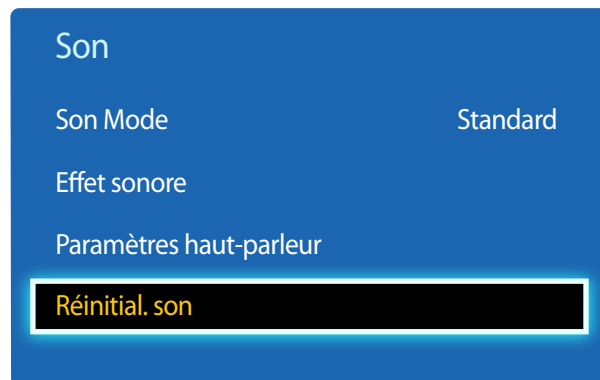 Son
Son Mode Standard
Effet sonore
Paramètres haut-parleur
Réinitial. son